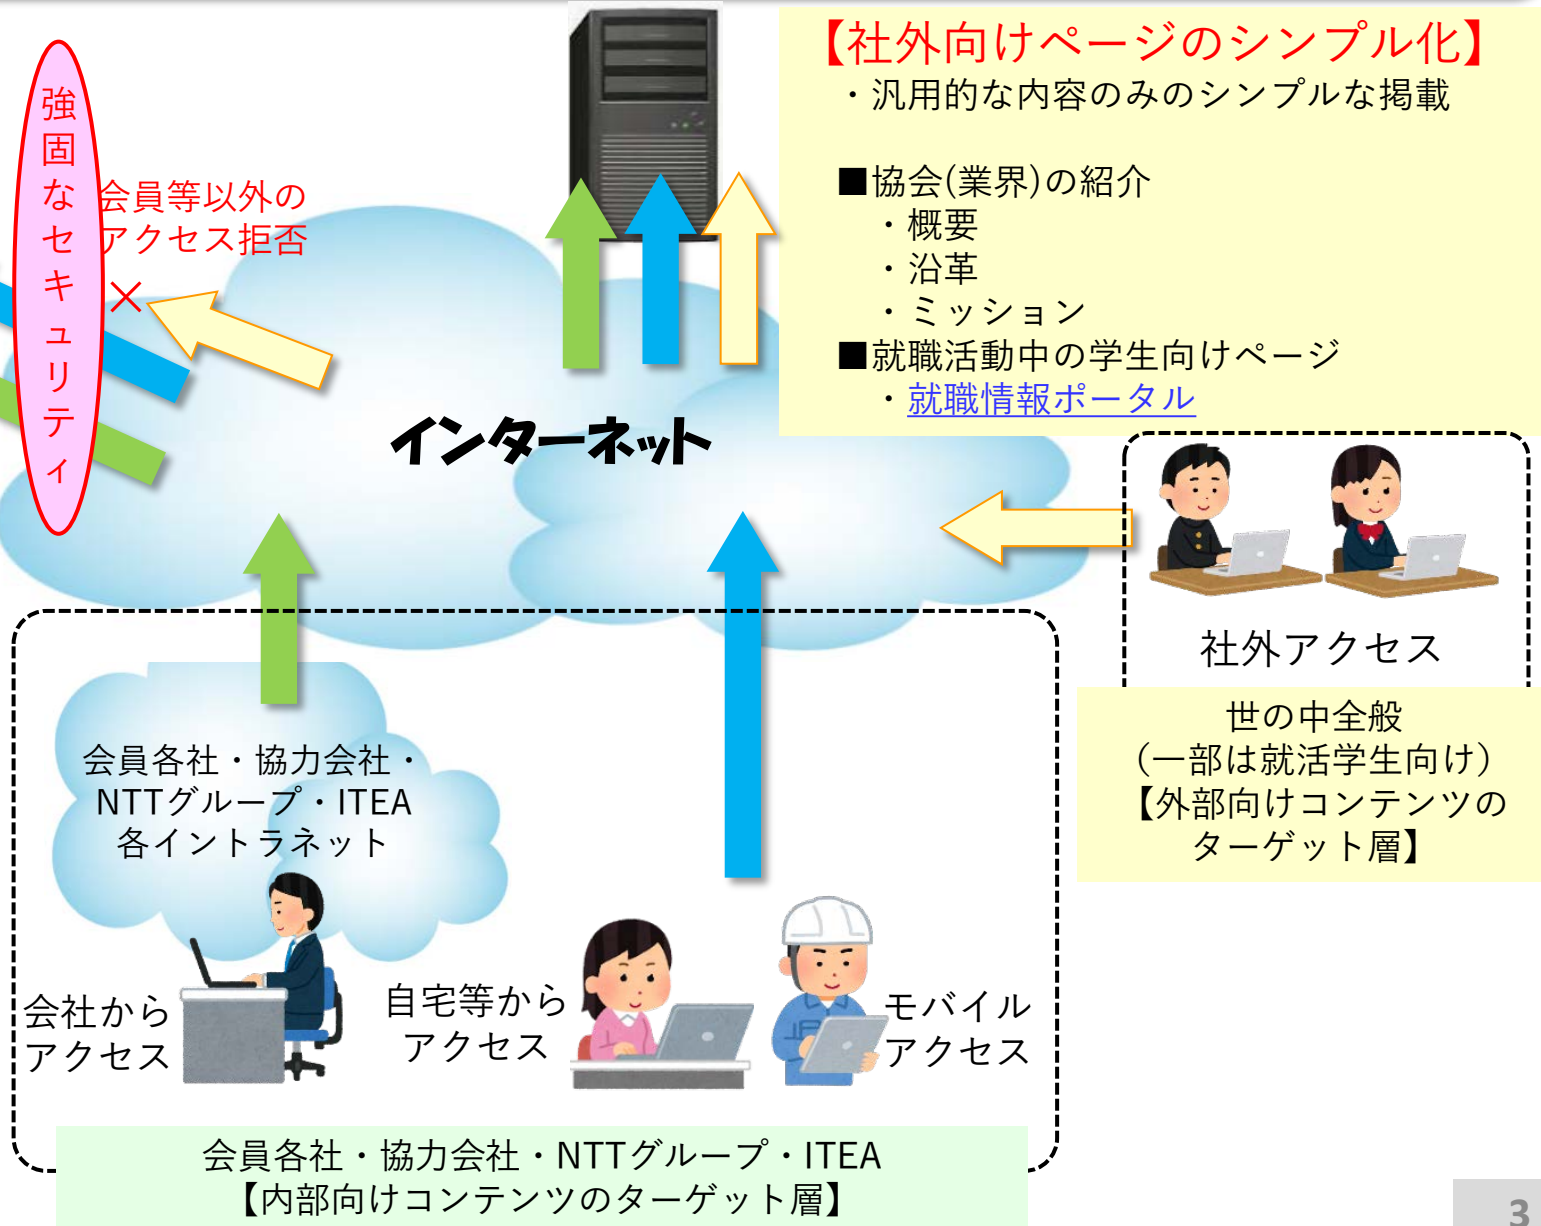 【社外向けページのシンプル化】
・汎用的な内容のみのシンプルな掲載
■協会(業界)の紹介
・概要
・沿革
・ミッション
■就職活動中の学生向けページ
・就職情報ポータル
強固なセキュリティ
会員等以外の
アクセス拒否
×
インターネット
社外アクセス
世の中全般
（一部は就活学生向け）
【外部向けコンテンツの
ターゲット層】
会員各社・協力会社・
NTTグループ・ITEA
各イントラネット
会社から
アクセス
自宅等から
アクセス
モバイル
アクセス
会員各社・協力会社・NTTグループ・ITEA
【内部向けコンテンツのターゲット層】
3